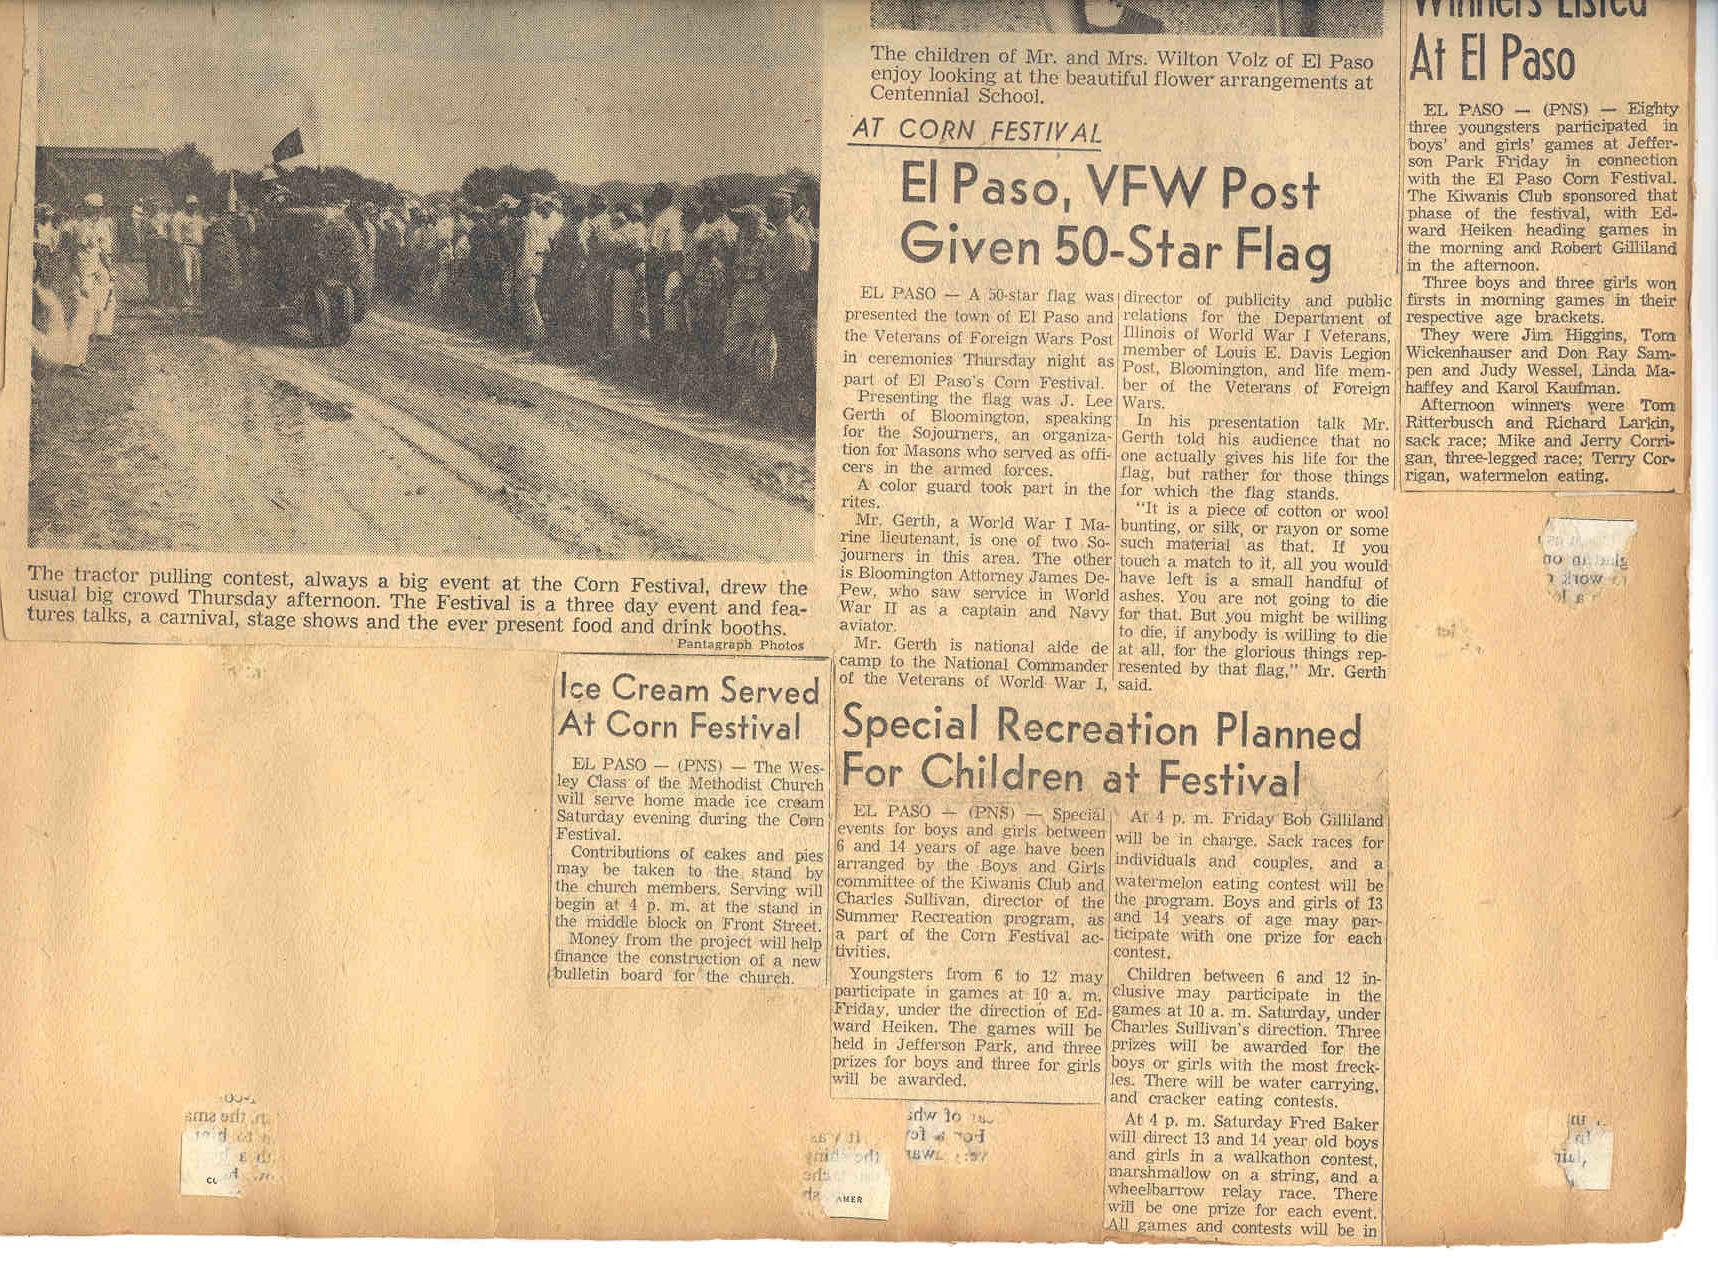 The tractor pulling contest, always a big event at the Corn Festival, drew the
usual big crowd Thursday afternoon. The Festival is a three day event and fea-
tures talks, a carnival, stage shows and the ever present food and drink booths.
Pantagraph Photos
Ice Cream Served
At Corn Festival
EL PASO — (PNS) — The Wes-
ley Class of the Methodist Church
will serve home made ice cream
Saturday evening during the Corn
Festival.
Contributions of cakes and pies
may be taken to the stand by
the church members. Serving will
begin at 4 p. m. at the stand in
the middle block on Front Street.
Money from the project will help
finance the construction of a new
bulletin board for the church.
The children of Mr. and Mrs. Wilton Volz of El Paso
enjoy looking at the beautiful flower arrangements at
Centennial School.
AT CORN FESTIVAL
El Paso, VFW Post
Given 50-Star Flag
EL PASO — A 50-star flag was
presented the town of El Paso and
the Veterans of Foreign Wars Post
in ceremonies Thursday night as
part of El Paso's Corn Festival.
Presenting the flag was J. Lee
Gerth of Bloomington, speaking
for the Sojourners, an organiza-
tion for Masons who served as offi-
cers in the armed forces.
A color guard took part in the
rites.
Mr. Gerth, a World War I Ma-
rine lieutenant, is one of two So-
journers in this area. The other
is Bloomington Attorney James De-
Pew, who saw service in World
War II as a captain and Navy
aviator.
Mr. Gerth is national aide de
camp to the National Commander
of the Veterans of World War I,
director of publicity and public
relations for the Department of
Illinois of World War I Veterans,
member of Louis E. Davis Legion
Post, Bloomington, and life mem-
ber of the Veterans of Foreign
Wars.
In his presentation talk Mr.
Gerth told his audience that no
one actually gives his life for the
flag, but rather for those things
for which the flag stands.
"It is a piece of cotton or wool
bunting, or silk, or rayon or some
such material as that. If you
touch a match to it, all you would
have left is a small handful of
ashes. You are not going to die
for that. But you might be willing
to die, if anybody is willing to die
at all, for the glorious things rep-
resented by that flag," Mr. Gerth
said.
Special Recreation Planned
For Children at Festival
EL PASO — (PNS) — Special
events for boys and girls between
6 and 14 years of age have been
arranged by the Boys and Girls
committee of the Kiwanis Club and
Charles Sullivan, director of the
Summer Recreation program, as
a part of the Corn Festival ac-
tivities.
Youngsters from 6 to 12 may
participate in games at 10 a. m.
Friday, under the direction of Ed-
ward Heiken. The games will be
held in Jefferson Park, and three
prizes for boys and three for girls
will be awarded.
At 4 p. m. Friday Bob Gilliland
will be in charge. Sack races for
individuals and couples, and a
watermelon eating contest will be
the program. Boys and girls of 13
and 14 years of age may par-
ticipate with one prize for each
contest.
Children between 6 and 12 in-
clusive may participate in the
games at 10 a. m. Saturday, under
Charles Sullivan's direction. Three
prizes will be awarded for the
boys or girls with the most freck-
les. There will be water carrying,
and cracker eating contests.
At 4 p. m. Saturday Fred Baker
will direct 13 and 14 year old boys
and girls in a walkathon contest,
marshmallow on a string, and a
wheelbarrow relay race. There
will be one prize for each event.
All games and contests will be in
Winners Listed
At El Paso
EL PASO — (PNS) — Eighty
three youngsters participated in
boys' and girls' games at Jeffer-
son Park Friday in connection
with the El Paso Corn Festival.
The Kiwanis Club sponsored that
phase of the festival, with Ed-
ward Heiken heading games in
the morning and Robert Gilliland
in the afternoon.
Three boys and three girls won
firsts in morning games in their
respective age brackets.
They were Jim Higgins, Tom
Wickenhauser and Don Ray Sam-
pen and Judy Wessel, Linda Ma-
haffey and Karol Kaufman.
Afternoon winners were Tom
Ritterbusch and Richard Larkin,
sack race; Mike and Jerry Corri-
gan, three-legged race; Terry Cor-
rigan, watermelon eating.
AMER